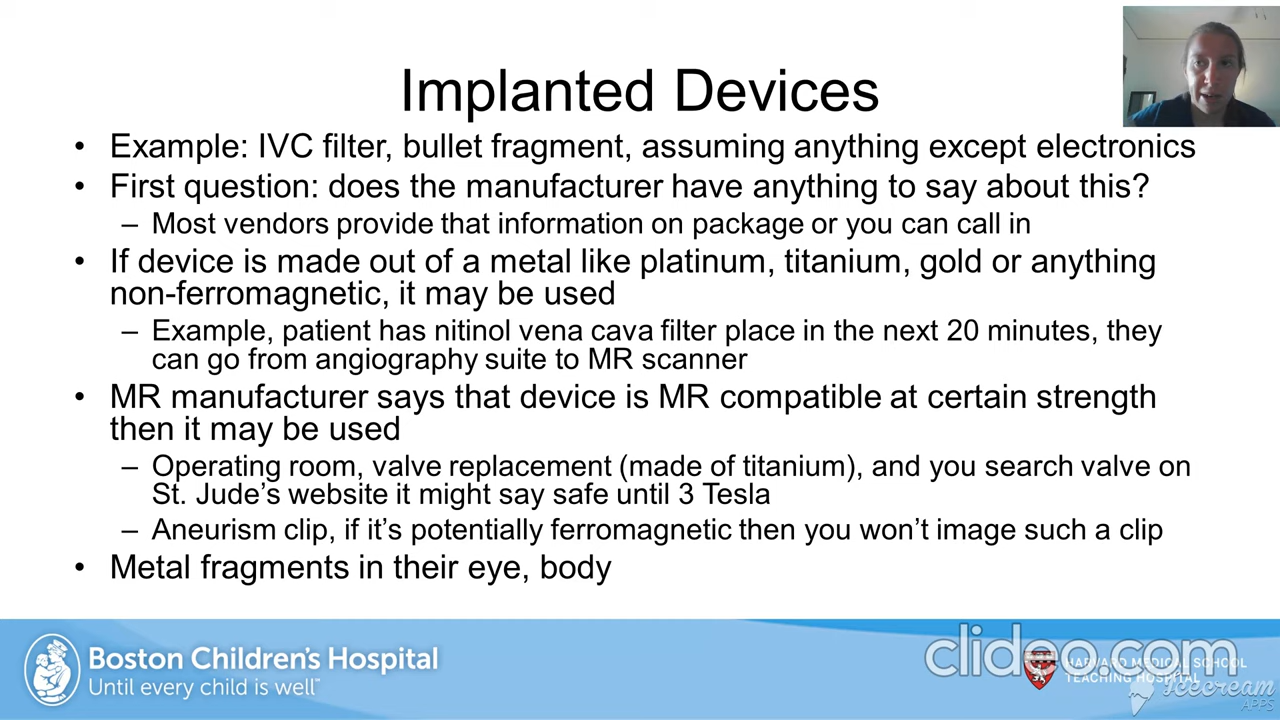 Implanted Devices
• Example: IVC filter, bullet fragment, assuming anything except electronics
• First question: does the manufacturer have anything to say about this?
– Most vendors provide that information on package or you can call in
• If device is made out of a metal like platinum, titanium, gold or anything
non-ferromagnetic, it may be used
– Example, patient has nitinol vena cava filter place in the next 20 minutes, they
can go from angiography suite to MR scanner
• MR manufacturer says that device is MR compatible at certain strength
then it may be used
– Operating room, valve replacement (made of titanium), and you search valve on
St. Jude's website it might say safe until 3 Tesla
– Aneurism clip, if it's potentially ferromagnetic then you won't image such a clip
• Metal fragments in their eye, body
Boston Children's Hospital
Until every child is well™
clideo.com
HARVARD MEDICAL SCHOOL
TEACHING HOSPITAL
Icecream
APPS